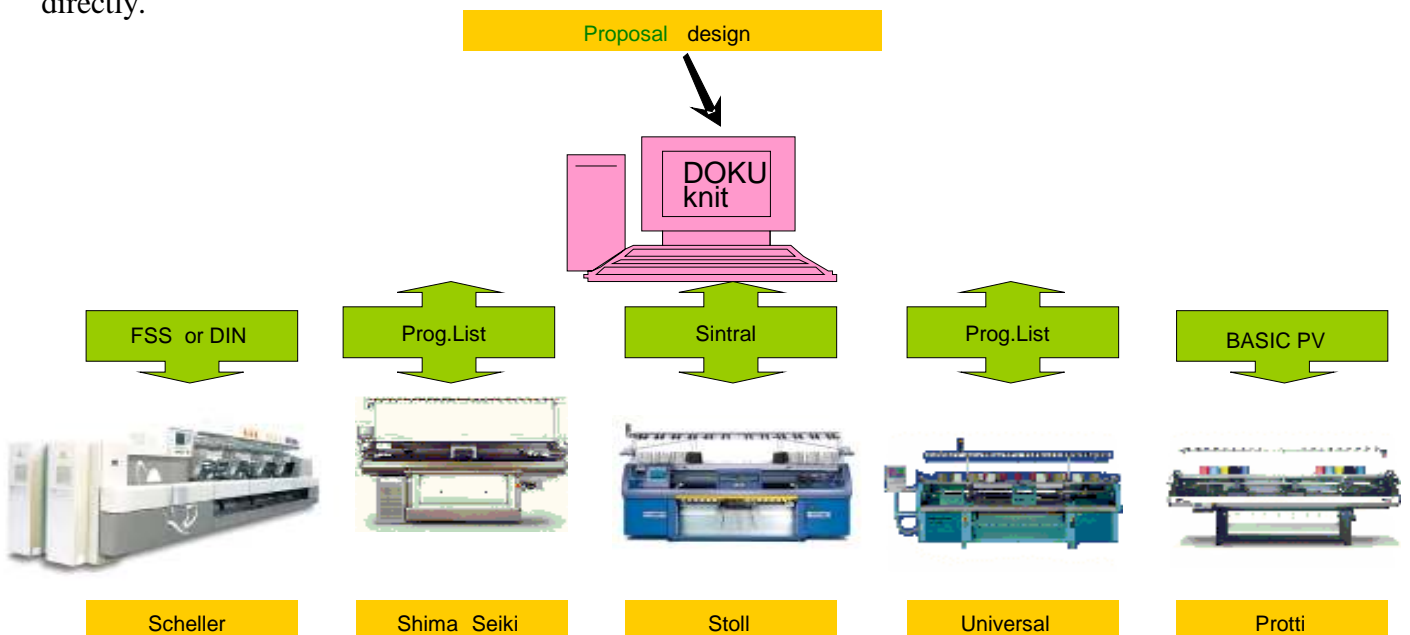 directly.
Proposal design
DOKU
knit
FSS or DIN
Prog.List
Sintral
Prog.List
BASIC PV
Scheller
Shima Seiki
Stoll
Universal
Protti